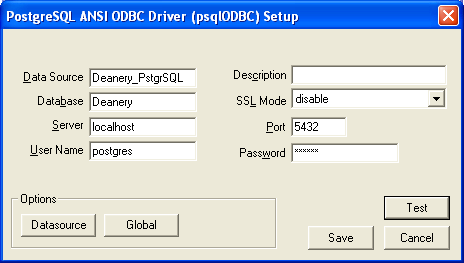 PostgreSQL ANSI ODBC Driver (psqlODBC) Setup
Data Source Deanery_PstgrSQL Description
Database Deanery SSL Mode disable
Server localhost Port 5432
User Name postgres Password xxxxxx
Options
Datasource Global Test
Save Cancel